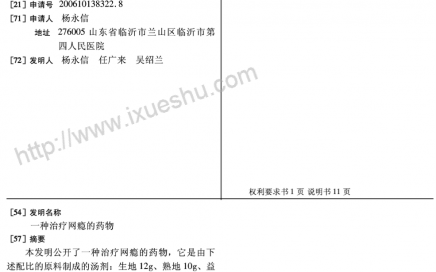 [21] 申请号 200610138322.8
[71] 申请人 杨永信
地址 276005 山东省临沂市兰山区临沂市第
四人民医院
[72] 发明人 杨永信 任广来 吴绍兰
http://www.ixueshu.com
权利要求书 1 页 说明书 11 页
[54] 发明名称
一种治疗网瘾的药物
[57] 摘要
本发明公开了一种治疗网瘾的药物，它是由下
述配比的原料制成的汤剂：生地 12g、熟地 10g、益